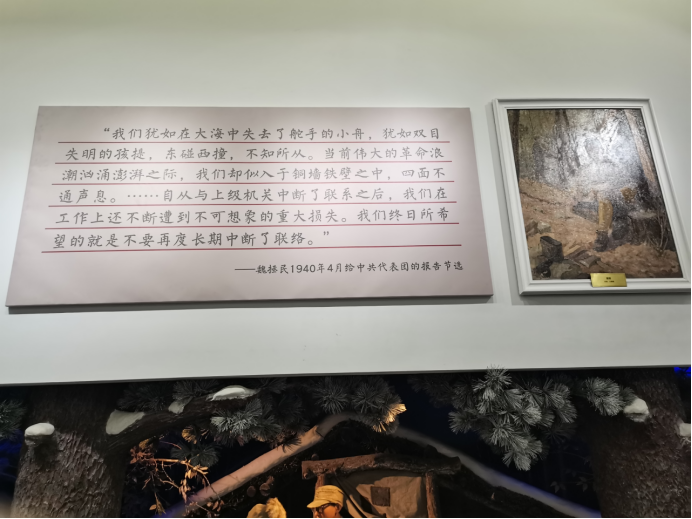 “我们犹如在大海中失去了舵手的小舟，犹如双目
失明的孩提，东碰西撞，不知所从。当前伟大的革命浪
潮汹涌澎湃之际，我们却似入于铜墙铁壁之中，四面不
通声息。……自从与上级机关中断了联系之后，我们在
工作上还不断遭到不可想象的重大损失。我们终日所希
望的就是不要再度长期中断了联络。”
——魏拯民1940年4月给中共代表团的报告节选